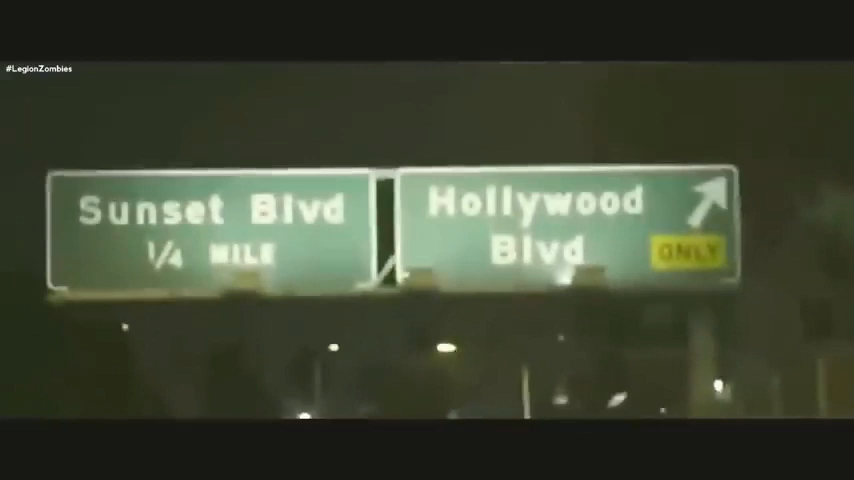 #LegionZombies
Sunset Blvd
1/4 MILE
Hollywood
Blvd
ONLY